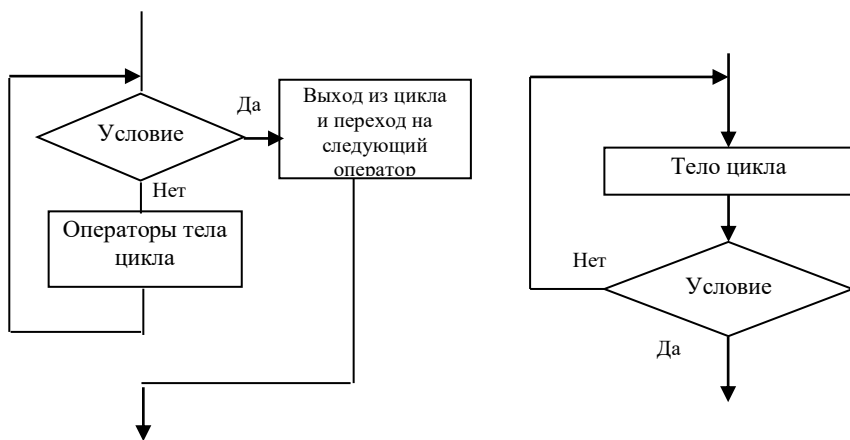 Условие
Да
Выход из цикла
и переход на
следующий
оператор
Нет
Операторы тела
цикла
Тело цикла
Нет
Условие
Да